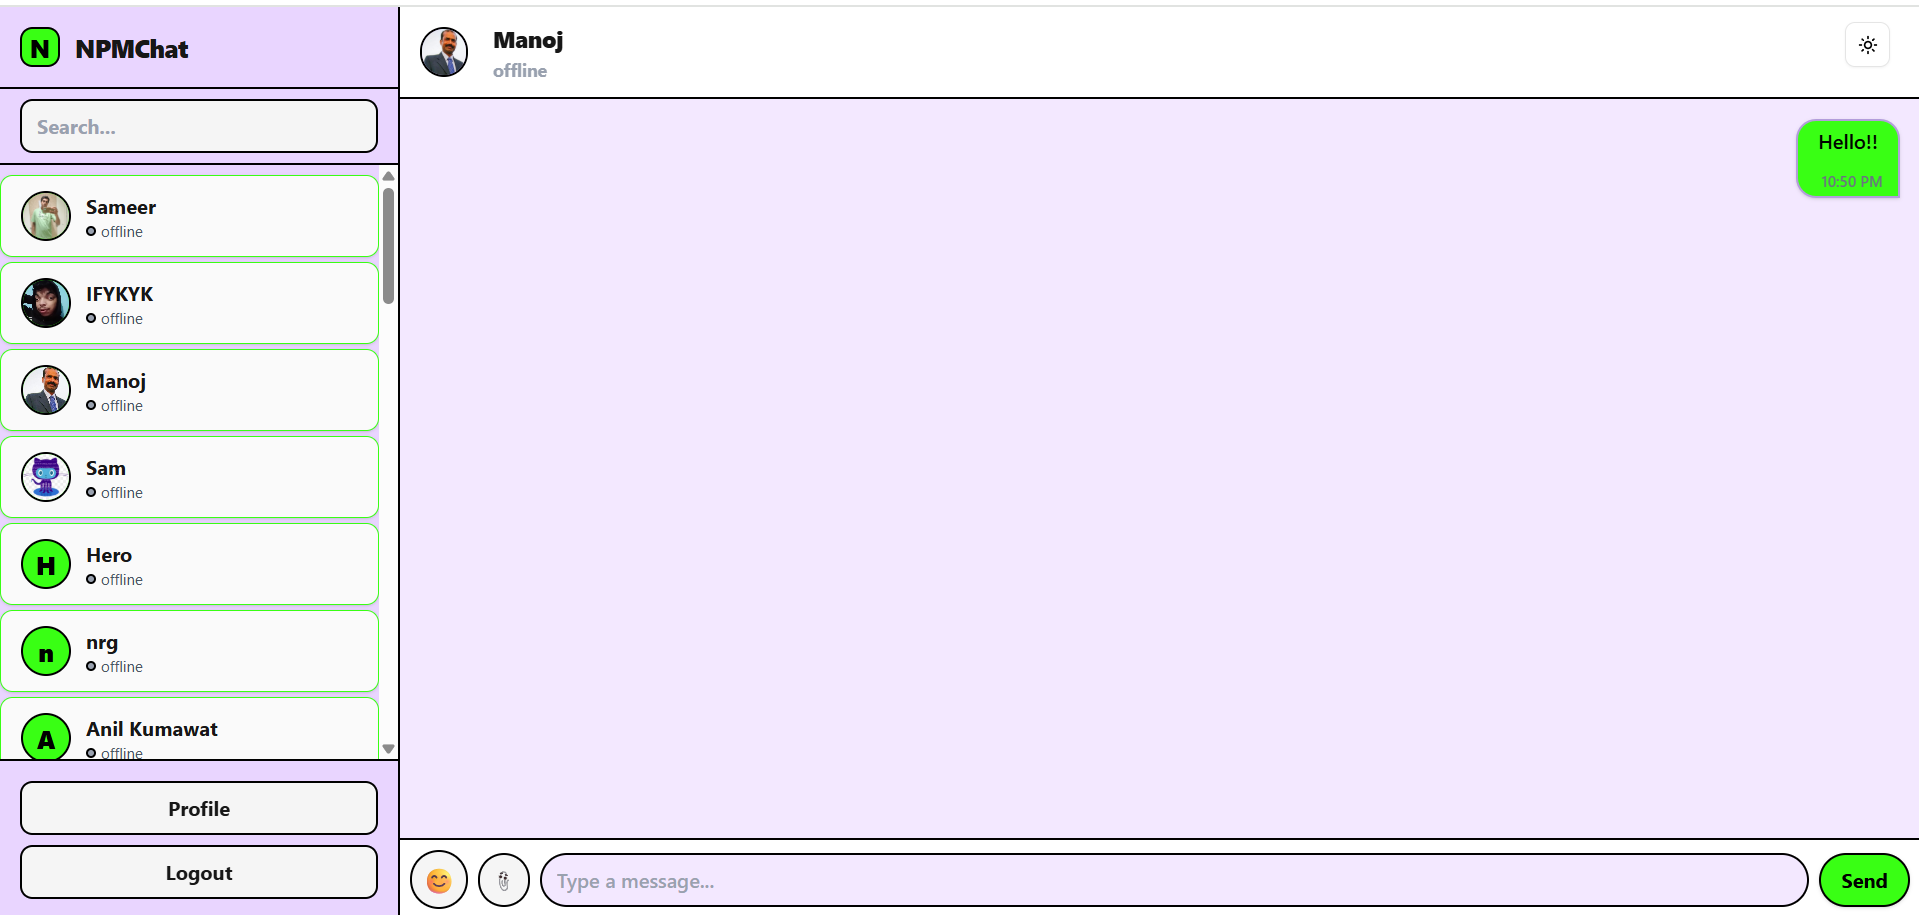 N NPMChat
Search...
Sameer
offline
IFYKYK
offline
Manoj
offline
Sam
offline
H
Hero
offline
n
nrg
offline
A
Anil Kumawat
offline
Profile
Logout
Manoj
offline
Hello!!
10:50 PM
Type a message...
Send